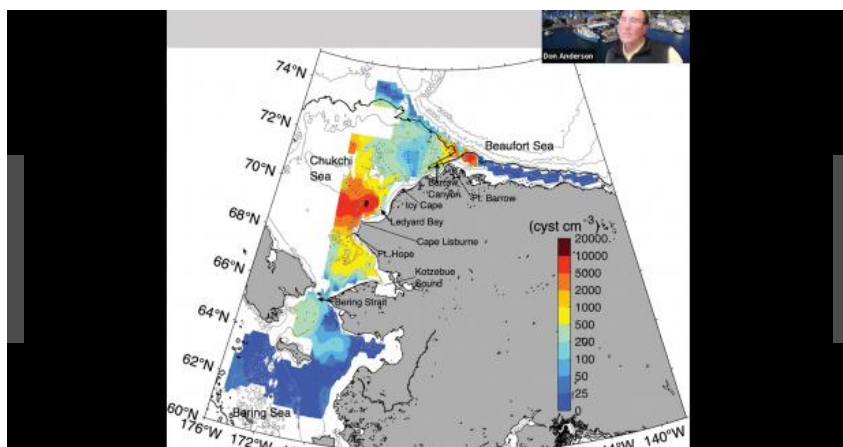 Don Anderson
74°N
72°N
70°N
68°N
66°N
64°N
62°N
60°N
176°W
172°W
140°W
Beaufort Sea
Chukchi
Sea
Barrow
Canyon
Pt. Barrow
Icy Cape
Ledyard Bay
Cape Lisburne
Pt. Hope
Kotzebue
Sound
Bering Strait
Bering Sea
(cyst cm⁻³)
20000
10000
5000
2000
1000
500
200
100
50
25
0